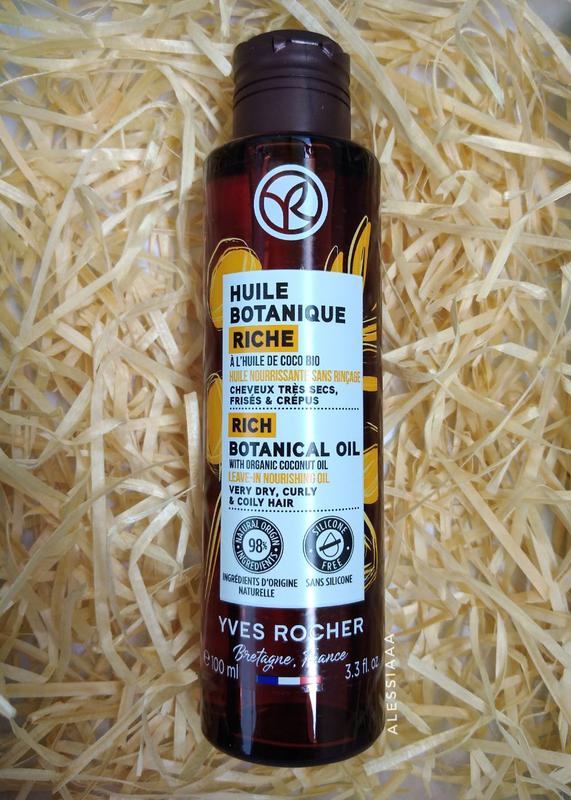 YR
HUILE
BOTANIQUE
RICHE
À L'HUILE DE COCO BIO
HUILE NOURRISSANTE SANS RINÇAGE
CHEVEUX TRÈS SECS,
FRISÉS & CRÉPUS
RICH
BOTANICAL OIL
WITH ORGANIC COCONUT OIL
LEAVE-IN NOURISHING OIL
VERY DRY, CURLY
& COILY HAIR
NATURAL ORIGIN
98%
INGREDIENTS
SILICONE
FREE
INGRÉDIENTS D'ORIGINE
NATURELLE
SANS SILICONE
YVES ROCHER
Bretagne, France
℮ 100 ml
3.3 fl. oz
ALESSIAAA